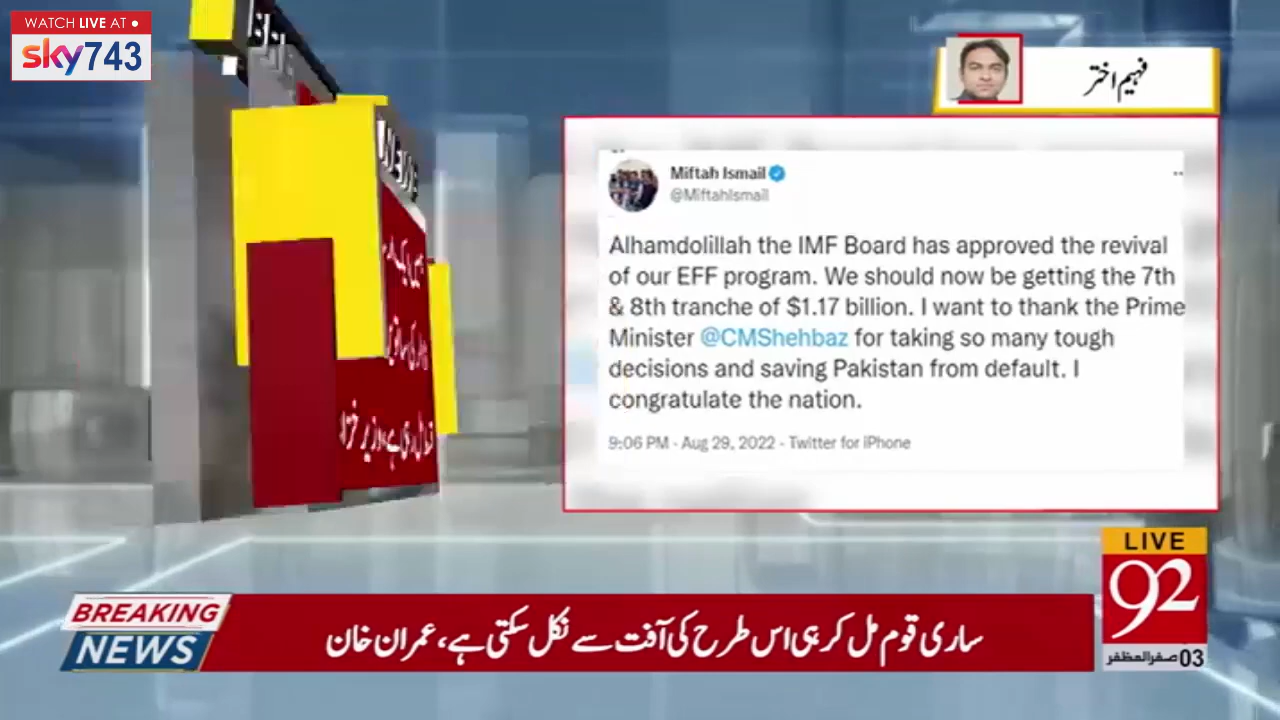 WATCH LIVE AT
sky743
فہیم اختر
Miftah Ismail
@MiftahIsmail
Alhamdolillah the IMF Board has approved the revival
of our EFF program. We should now be getting the 7th
& 8th tranche of $1.17 billion. I want to thank the Prime
Minister @CMShehbaz for taking so many tough
decisions and saving Pakistan from default. I
congratulate the nation.
9:06 PM - Aug 29, 2022 - Twitter for iPhone
LIVE
92
03 صفر المظفر
BREAKING
NEWS
ساری قوم مل کر ہی اس طرح کی آفت سے نکل سکتی ہے، عمران خان